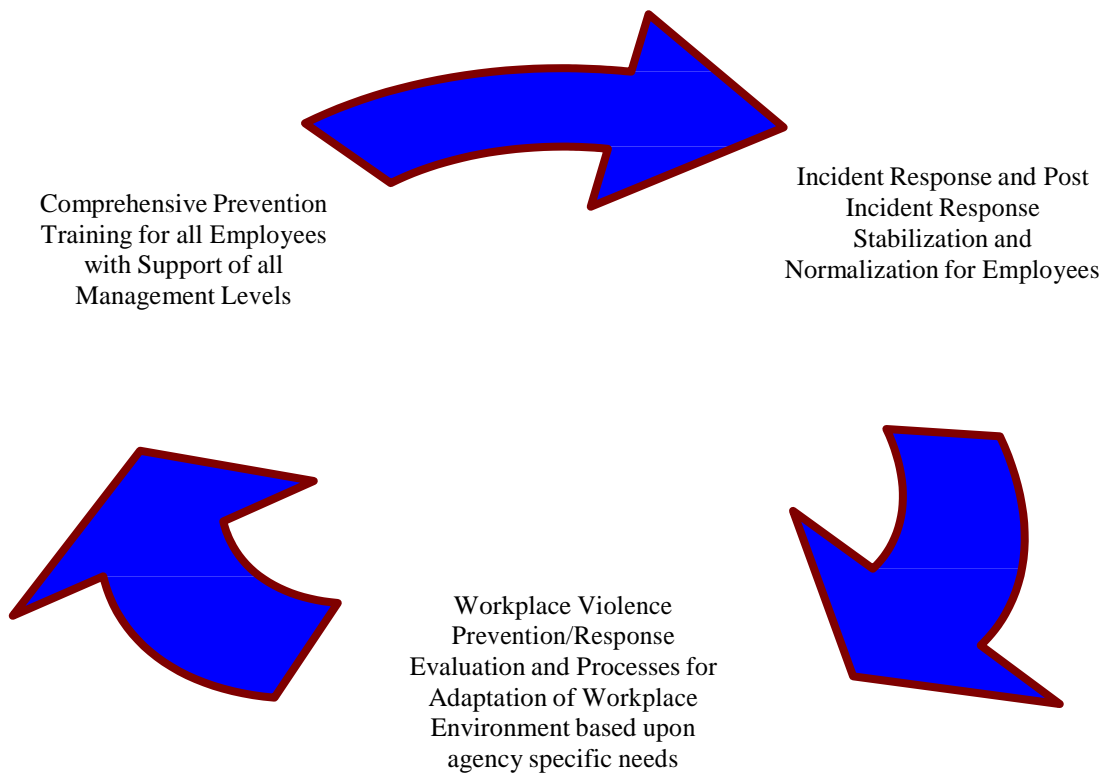 Comprehensive Prevention
Training for all Employees
with Support of all
Management Levels
Incident Response and Post
Incident Response
Stabilization and
Normalization for Employees
Workplace Violence
Prevention/Response
Evaluation and Processes for
Adaptation of Workplace
Environment based upon
agency specific needs